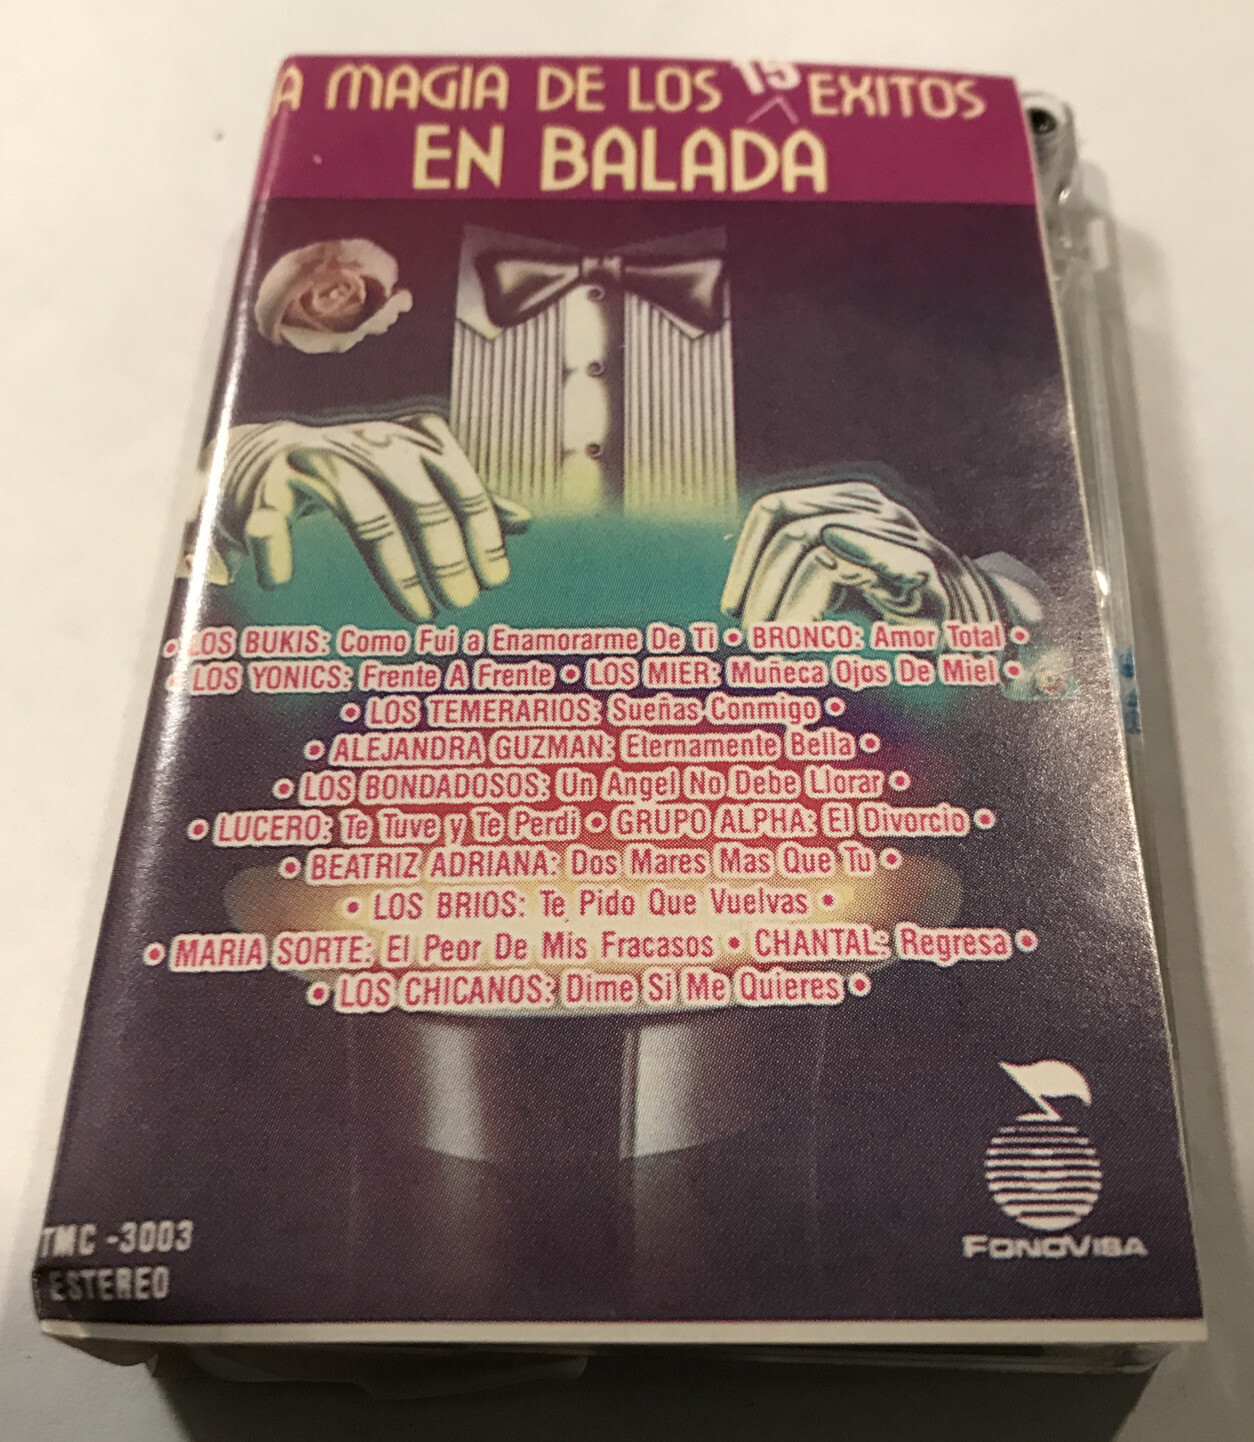 A MAGIA DE LOS 15 EXITOS
EN BALADA
• LOS BUKIS: Como Fui a Enamorarme De Ti • BRONCO: Amor Total •
• LOS YONICS: Frente A Frente • LOS MIER: Muñeca Ojos De Miel •
• LOS TEMERARIOS: Sueñas Conmigo •
• ALEJANDRA GUZMAN: Eternamente Bella •
• LOS BONDADOSOS: Un Angel No Debe Llorar •
• LUCERO: Te Tuve y Te Perdi • GRUPO ALPHA: El Divorcio •
• BEATRIZ ADRIANA: Dos Mares Mas Que Tu •
• LOS BRIOS: Te Pido Que Vuelvas •
• MARIA SORTE: El Peor De Mis Fracasos • CHANTAL: Regresa •
• LOS CHICANOS: Dime Si Me Quieres •
TMC -3003
ESTEREO
FONOVISA